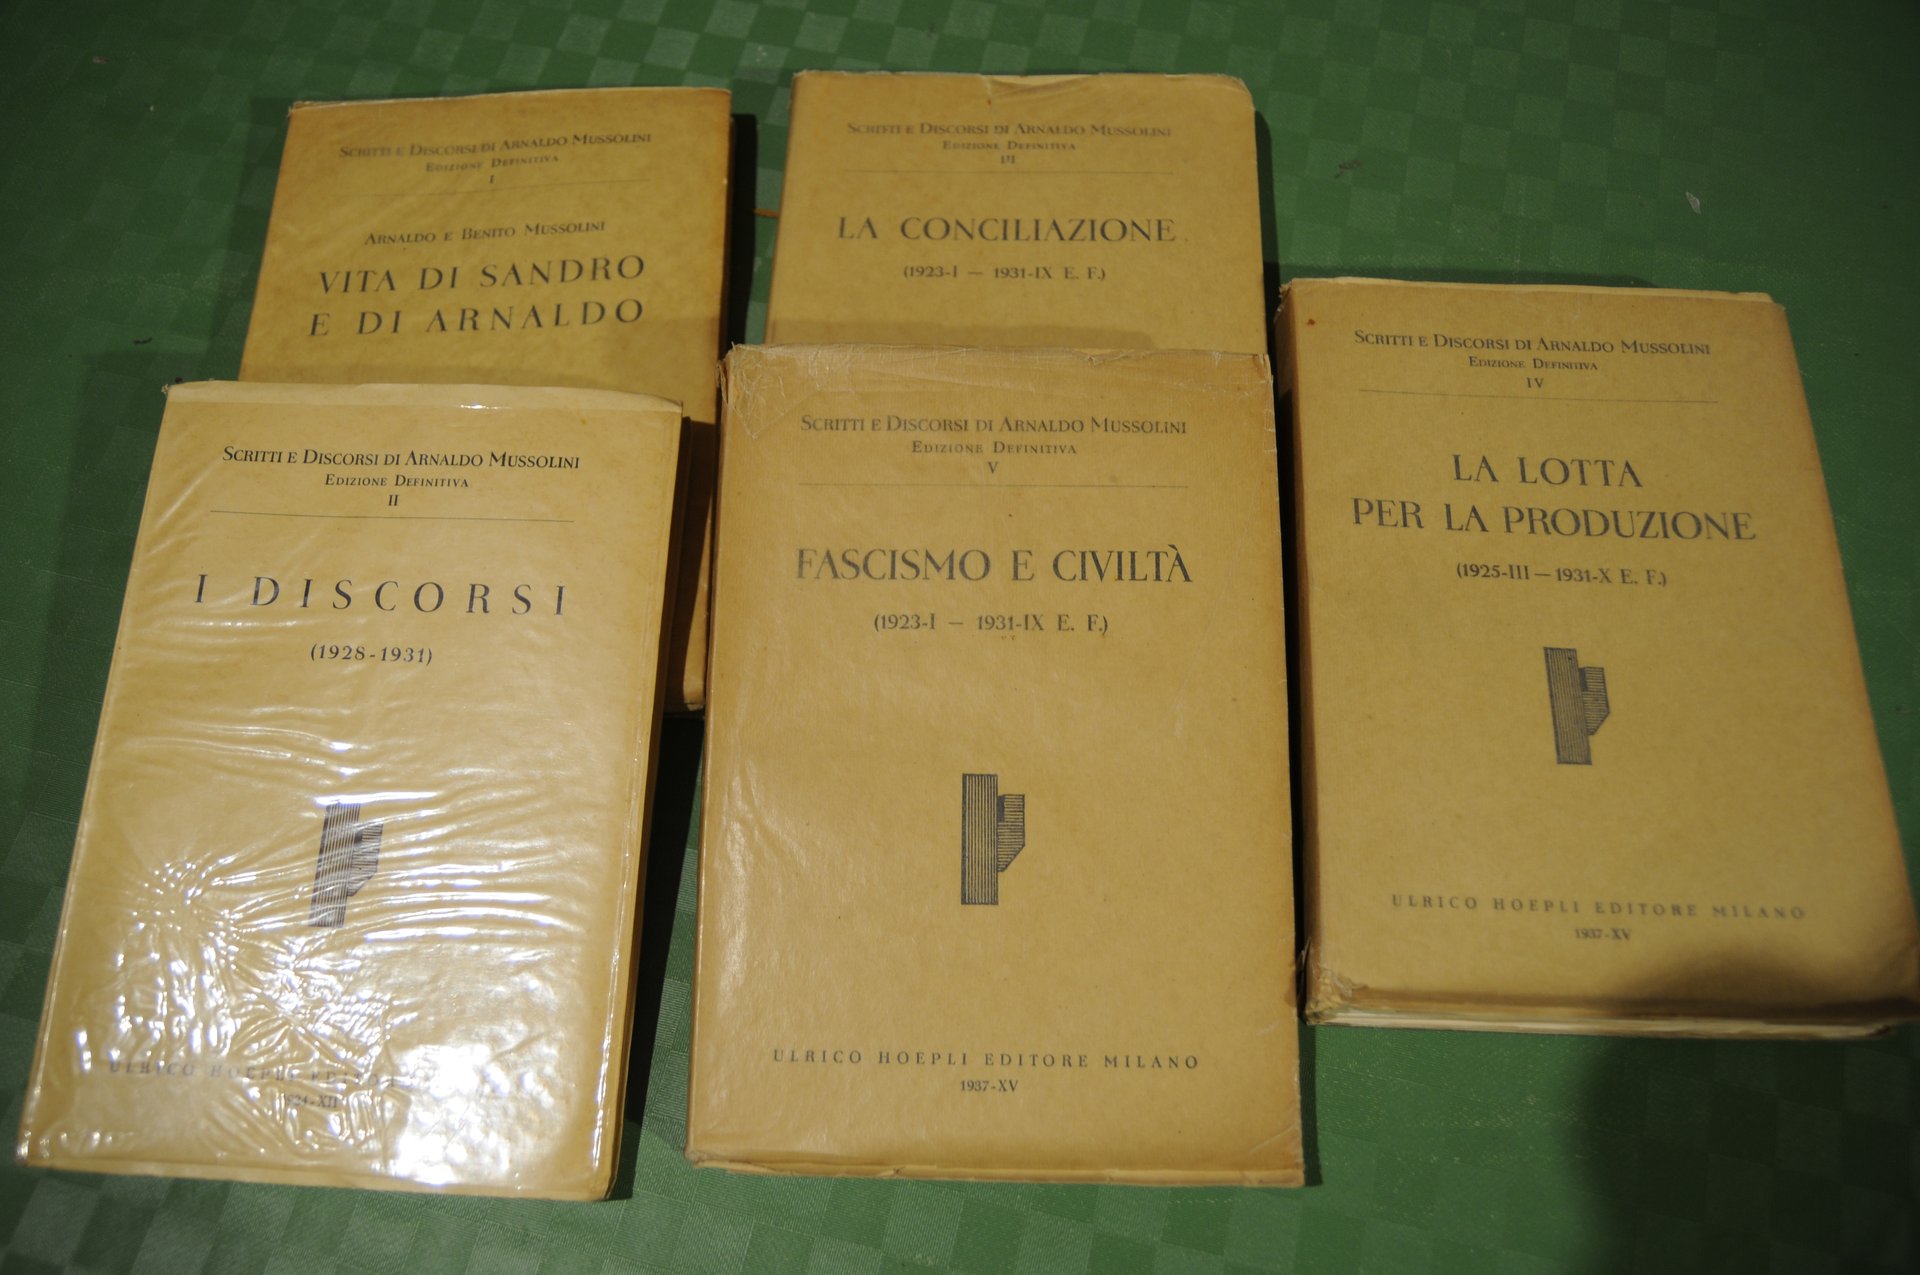 SCRITTI E DISCORSI DI ARNALDO MUSSOLINI
EDIZIONE DEFINITIVA
I
ARNALDO E BENITO MUSSOLINI
VITA DI SANDRO
E DI ARNALDO
SCRITTI E DISCORSI DI ARNALDO MUSSOLINI
EDIZIONE DEFINITIVA
III
LA CONCILIAZIONE
(1923-I — 1931-IX E. F.)
SCRITTI E DISCORSI DI ARNALDO MUSSOLINI
EDIZIONE DEFINITIVA
IV
LA LOTTA
PER LA PRODUZIONE
(1925-III — 1931-X E. F.)
ULRICO HOEPLI EDITORE MILANO
1937-XV
SCRITTI E DISCORSI DI ARNALDO MUSSOLINI
EDIZIONE DEFINITIVA
II
I DISCORSI
(1928-1931)
ULRICO HOEPLI
SCRITTI E DISCORSI DI ARNALDO MUSSOLINI
EDIZIONE DEFINITIVA
V
FASCISMO E CIVILTÀ
(1923-I — 1931-IX E. F.)
ULRICO HOEPLI EDITORE MILANO
1937-XV